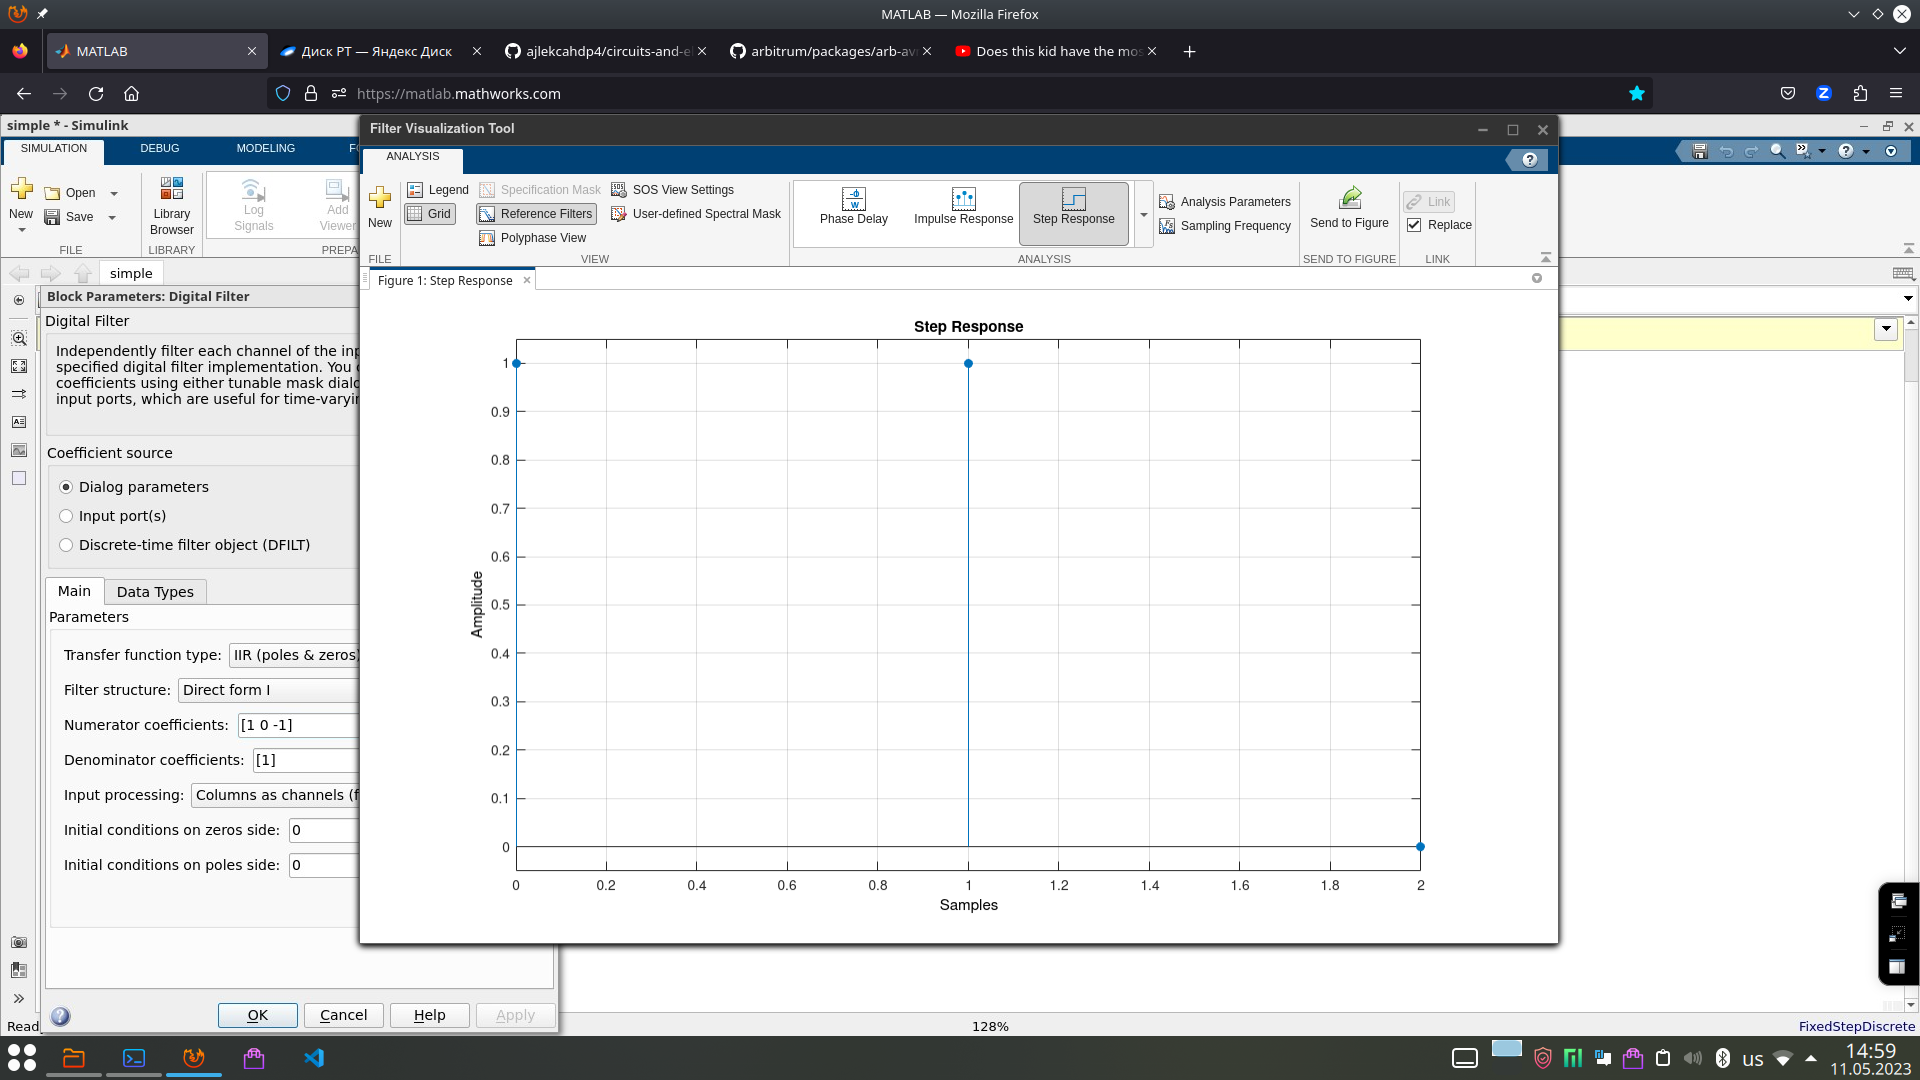 MATLAB — Mozilla Firefox
MATLAB
Диск РТ — Яндекс Диск
ajlekcahdp4/circuits-and-el
arbitrum/packages/arb-av
Does this kid have the mos
https://matlab.mathworks.com
simple * - Simulink
SIMULATION
DEBUG
MODELING
New
Open
Save
Library
Browser
Log
Signals
Add
Viewer
FILE
LIBRARY
PREPA
simple
Filter Visualization Tool
ANALYSIS
New
Legend
Grid
Specification Mask
Reference Filters
Polyphase View
SOS View Settings
User-defined Spectral Mask
Phase Delay
Impulse Response
Step Response
Analysis Parameters
Sampling Frequency
Send to Figure
Link
Replace
FILE
VIEW
ANALYSIS
SEND TO FIGURE
LINK
Figure 1: Step Response
Block Parameters: Digital Filter
Digital Filter
Independently filter each channel of the inp
specified digital filter implementation. You
coefficients using either tunable mask dialo
input ports, which are useful for time-varyin
Coefficient source
Dialog parameters
Input port(s)
Discrete-time filter object (DFILT)
Main
Data Types
Parameters
Transfer function type: IIR (poles & zeros)
Filter structure: Direct form I
Numerator coefficients: [1 0 -1]
Denominator coefficients: [1]
Input processing: Columns as channels (f
Initial conditions on zeros side: 0
Initial conditions on poles side: 0
OK
Cancel
Help
Apply
Step Response
Amplitude
1
0.9
0.8
0.7
0.6
0.5
0.4
0.3
0.2
0.1
0
0 0.2 0.4 0.6 0.8 1 1.2 1.4 1.6 1.8 2
Samples
Read
128%
FixedStepDiscrete
us
14:59
11.05.2023